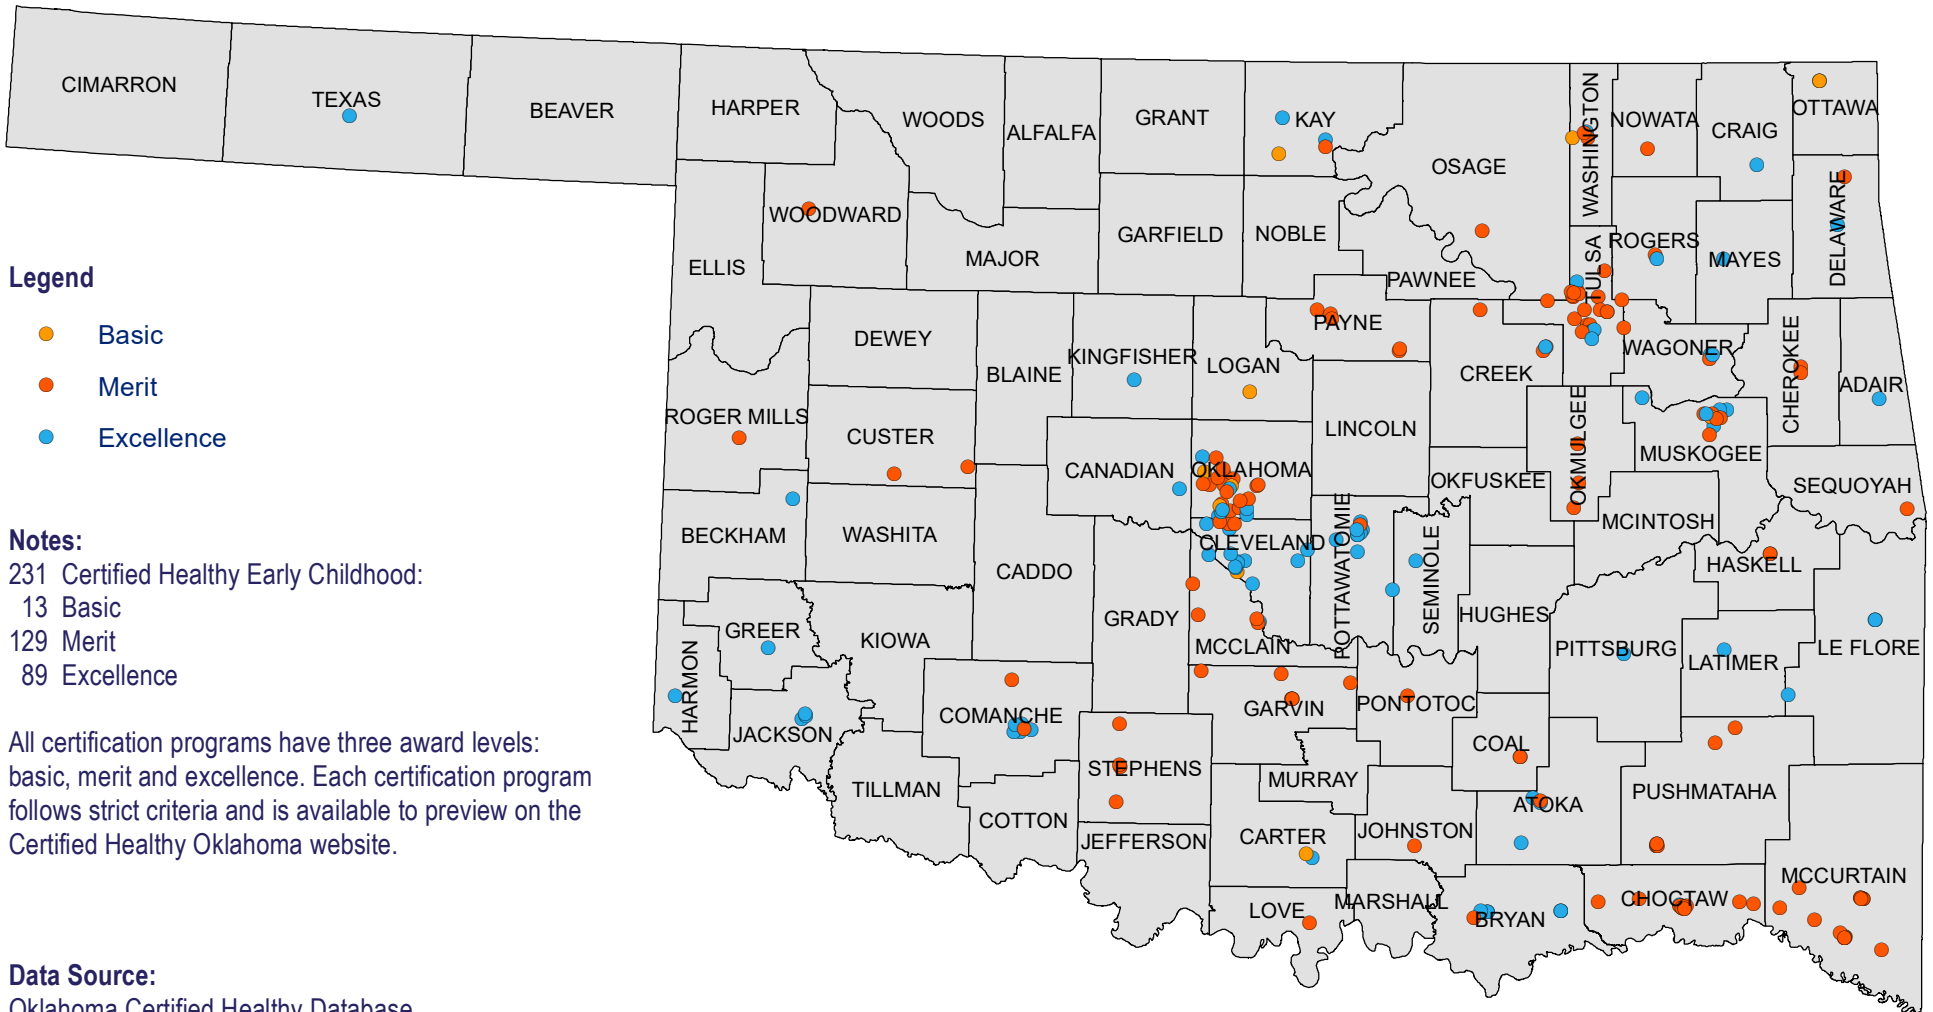 CIMARRON
TEXAS
BEAVER
HARPER
WOODS
ALFALFA
GRANT
KAY
OSAGE
WASHINGTON
NOWATA
CRAIG
OTTAWA
WOODWARD
ELLIS
MAJOR
GARFIELD
NOBLE
PAWNEE
TULSA
ROGERS
MAYES
DELAWARE
Legend
Basic
Merit
Excellence
DEWEY
BLAINE
KINGFISHER
LOGAN
PAYNE
CREEK
WAGONER
CHEROKEE
ADAIR
ROGER MILLS
CUSTER
CANADIAN
OKLAHOMA
LINCOLN
OKFUSKEE
OKMULGEE
MUSKOGEE
SEQUOYAH
BECKHAM
WASHITA
CADDO
GRADY
CLEVELAND
POTTAWATOMIE
SEMINOLE
HUGHES
MCINTOSH
HASKELL
Notes:
231 Certified Healthy Early Childhood:
13 Basic
129 Merit
89 Excellence
GREER
KIOWA
HARMON
JACKSON
COMANCHE
MCCLAIN
GARVIN
PONTOTOC
PITTSBURG
LATIMER
LE FLORE
All certification programs have three award levels:
basic, merit and excellence. Each certification program
follows strict criteria and is available to preview on the
Certified Healthy Oklahoma website.
TILLMAN
COTTON
STEPHENS
JEFFERSON
MURRAY
CARTER
JOHNSTON
COAL
ATOKA
PUSHMATAHA
LOVE
MARSHALL
BRYAN
CHOCTAW
MCCURTAIN
Data Source:
Oklahoma Certified Healthy Database